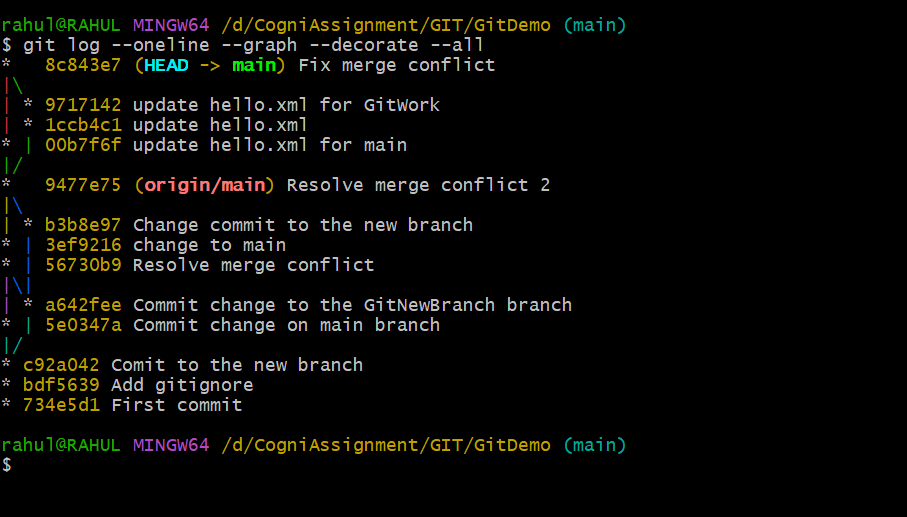 rahul@RAHUL MINGW64 /d/CogniAssignment/GIT/GitDemo (main)
$ git log --oneline --graph --decorate --all
*   8c843e7 (HEAD -> main) Fix merge conflict
|\
| * 9717142 update hello.xml for GitWork
| * 1ccb4c1 update hello.xml
* | 00b7f6f update hello.xml for main
|/
*   9477e75 (origin/main) Resolve merge conflict 2
|\
| * b3b8e97 Change commit to the new branch
* | 3ef9216 change to main
* | 56730b9 Resolve merge conflict
|\|
| * a642fee Commit change to the GitNewBranch branch
* | 5e0347a Commit change on main branch
|/
* c92a042 Comit to the new branch
* bdf5639 Add gitignore
* 734e5d1 First commit
rahul@RAHUL MINGW64 /d/CogniAssignment/GIT/GitDemo (main)
$